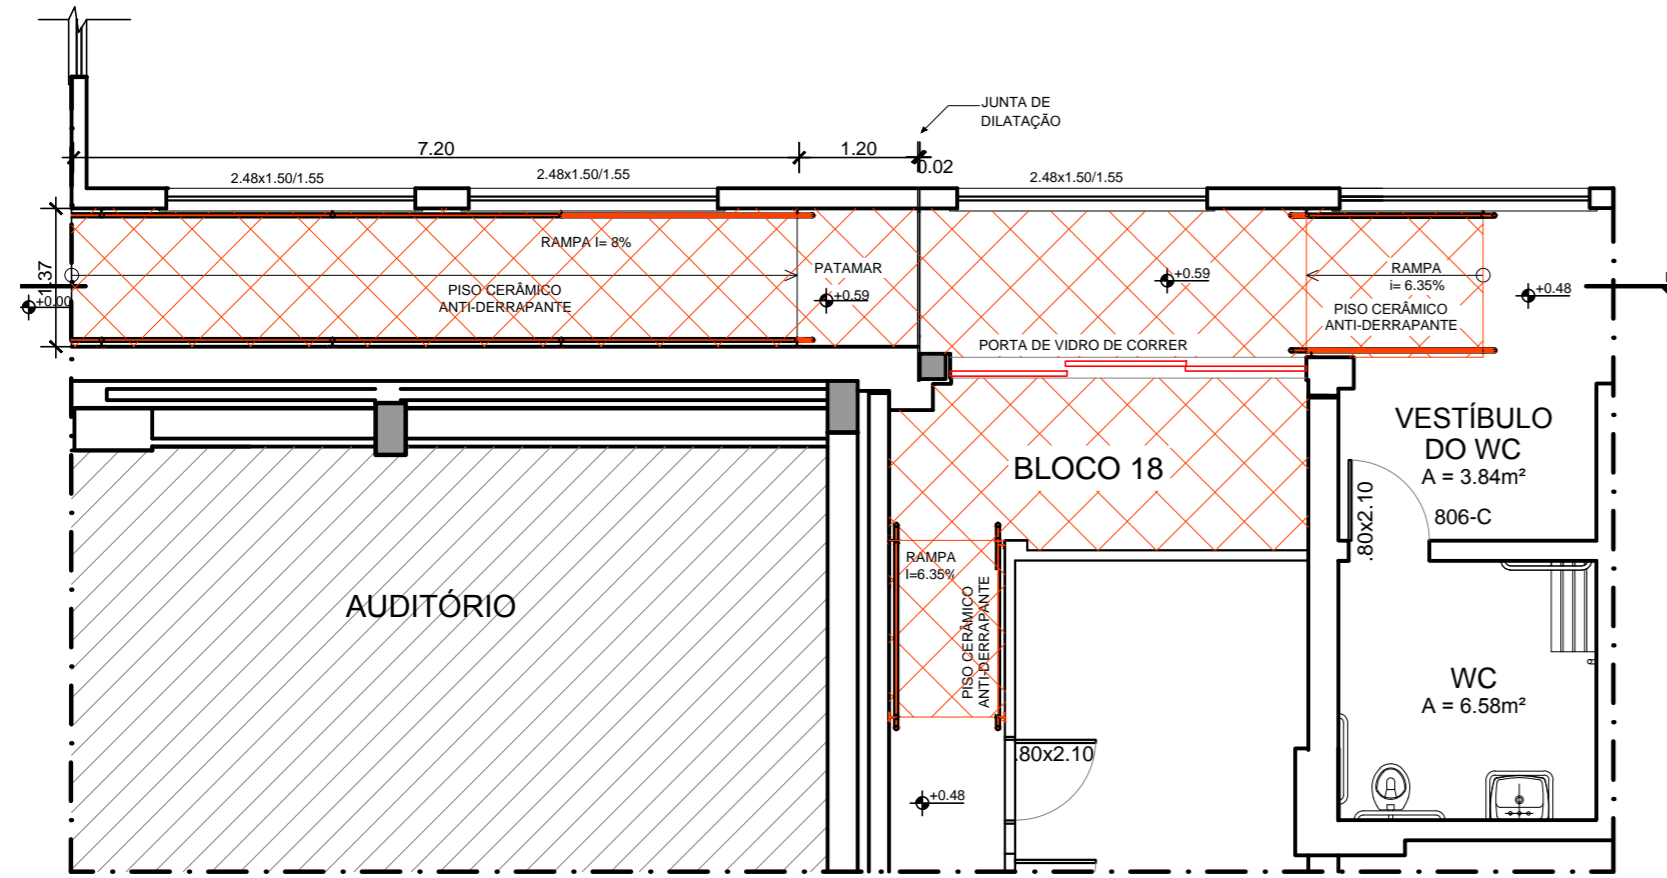 JUNTA DE
DILATAÇÃO
7.20
1.20
0.02
2.48x1.50/1.55
2.48x1.50/1.55
2.48x1.50/1.55
1.37
+0.00
RAMPA I= 8%
PISO CERÂMICO
ANTI-DERRAPANTE
PATAMAR
+0.59
+0.59
RAMPA
i= 6.35%
PISO CERÂMICO
ANTI-DERRAPANTE
+0.48
PORTA DE VIDRO DE CORRER
VESTÍBULO
DO WC
A = 3.84m²
806-C
.80x2.10
BLOCO 18
RAMPA
I=6.35%
PISO CERÂMICO
ANTI-DERRAPANTE
AUDITÓRIO
WC
A = 6.58m²
.80x2.10
+0.48